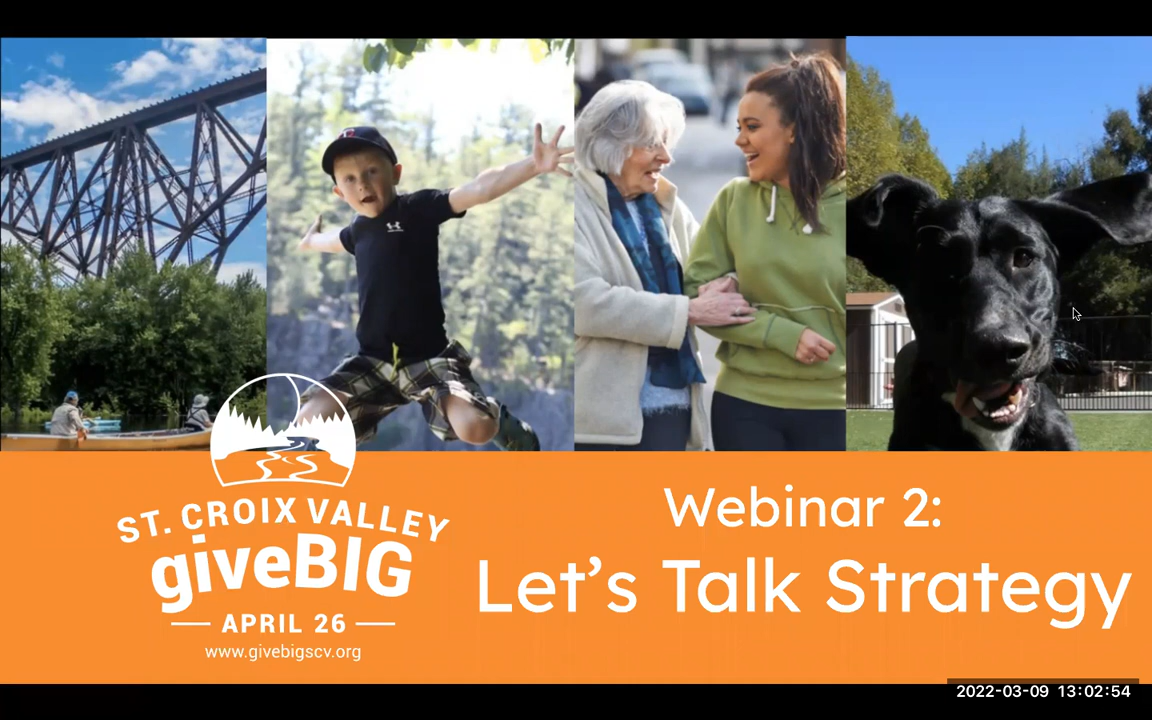 ST. CROIX VALLEY
giveBIG
APRIL 26
www.givebigscv.org
Webinar 2:
Let's Talk Strategy
2022-03-09 13:02:54